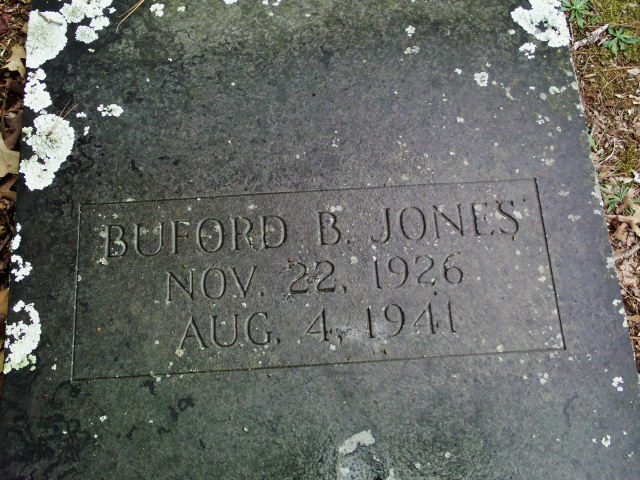 BUFORD B. JONES
NOV. 22, 1926
AUG. 4, 1941